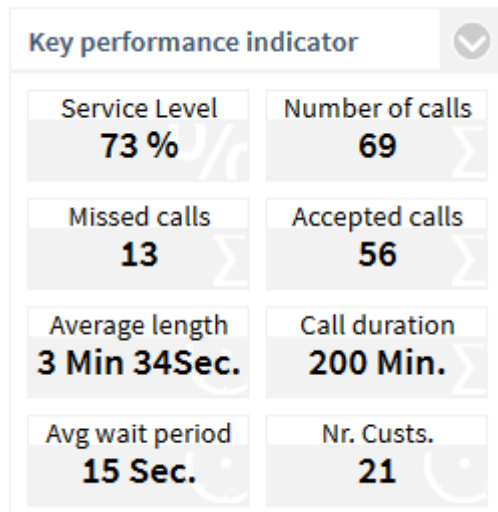 Key performance indicator
Service Level
73 %
Number of calls
69
Missed calls
13
Accepted calls
56
Average length
3 Min 34Sec.
Call duration
200 Min.
Avg wait period
15 Sec.
Nr. Custs.
21